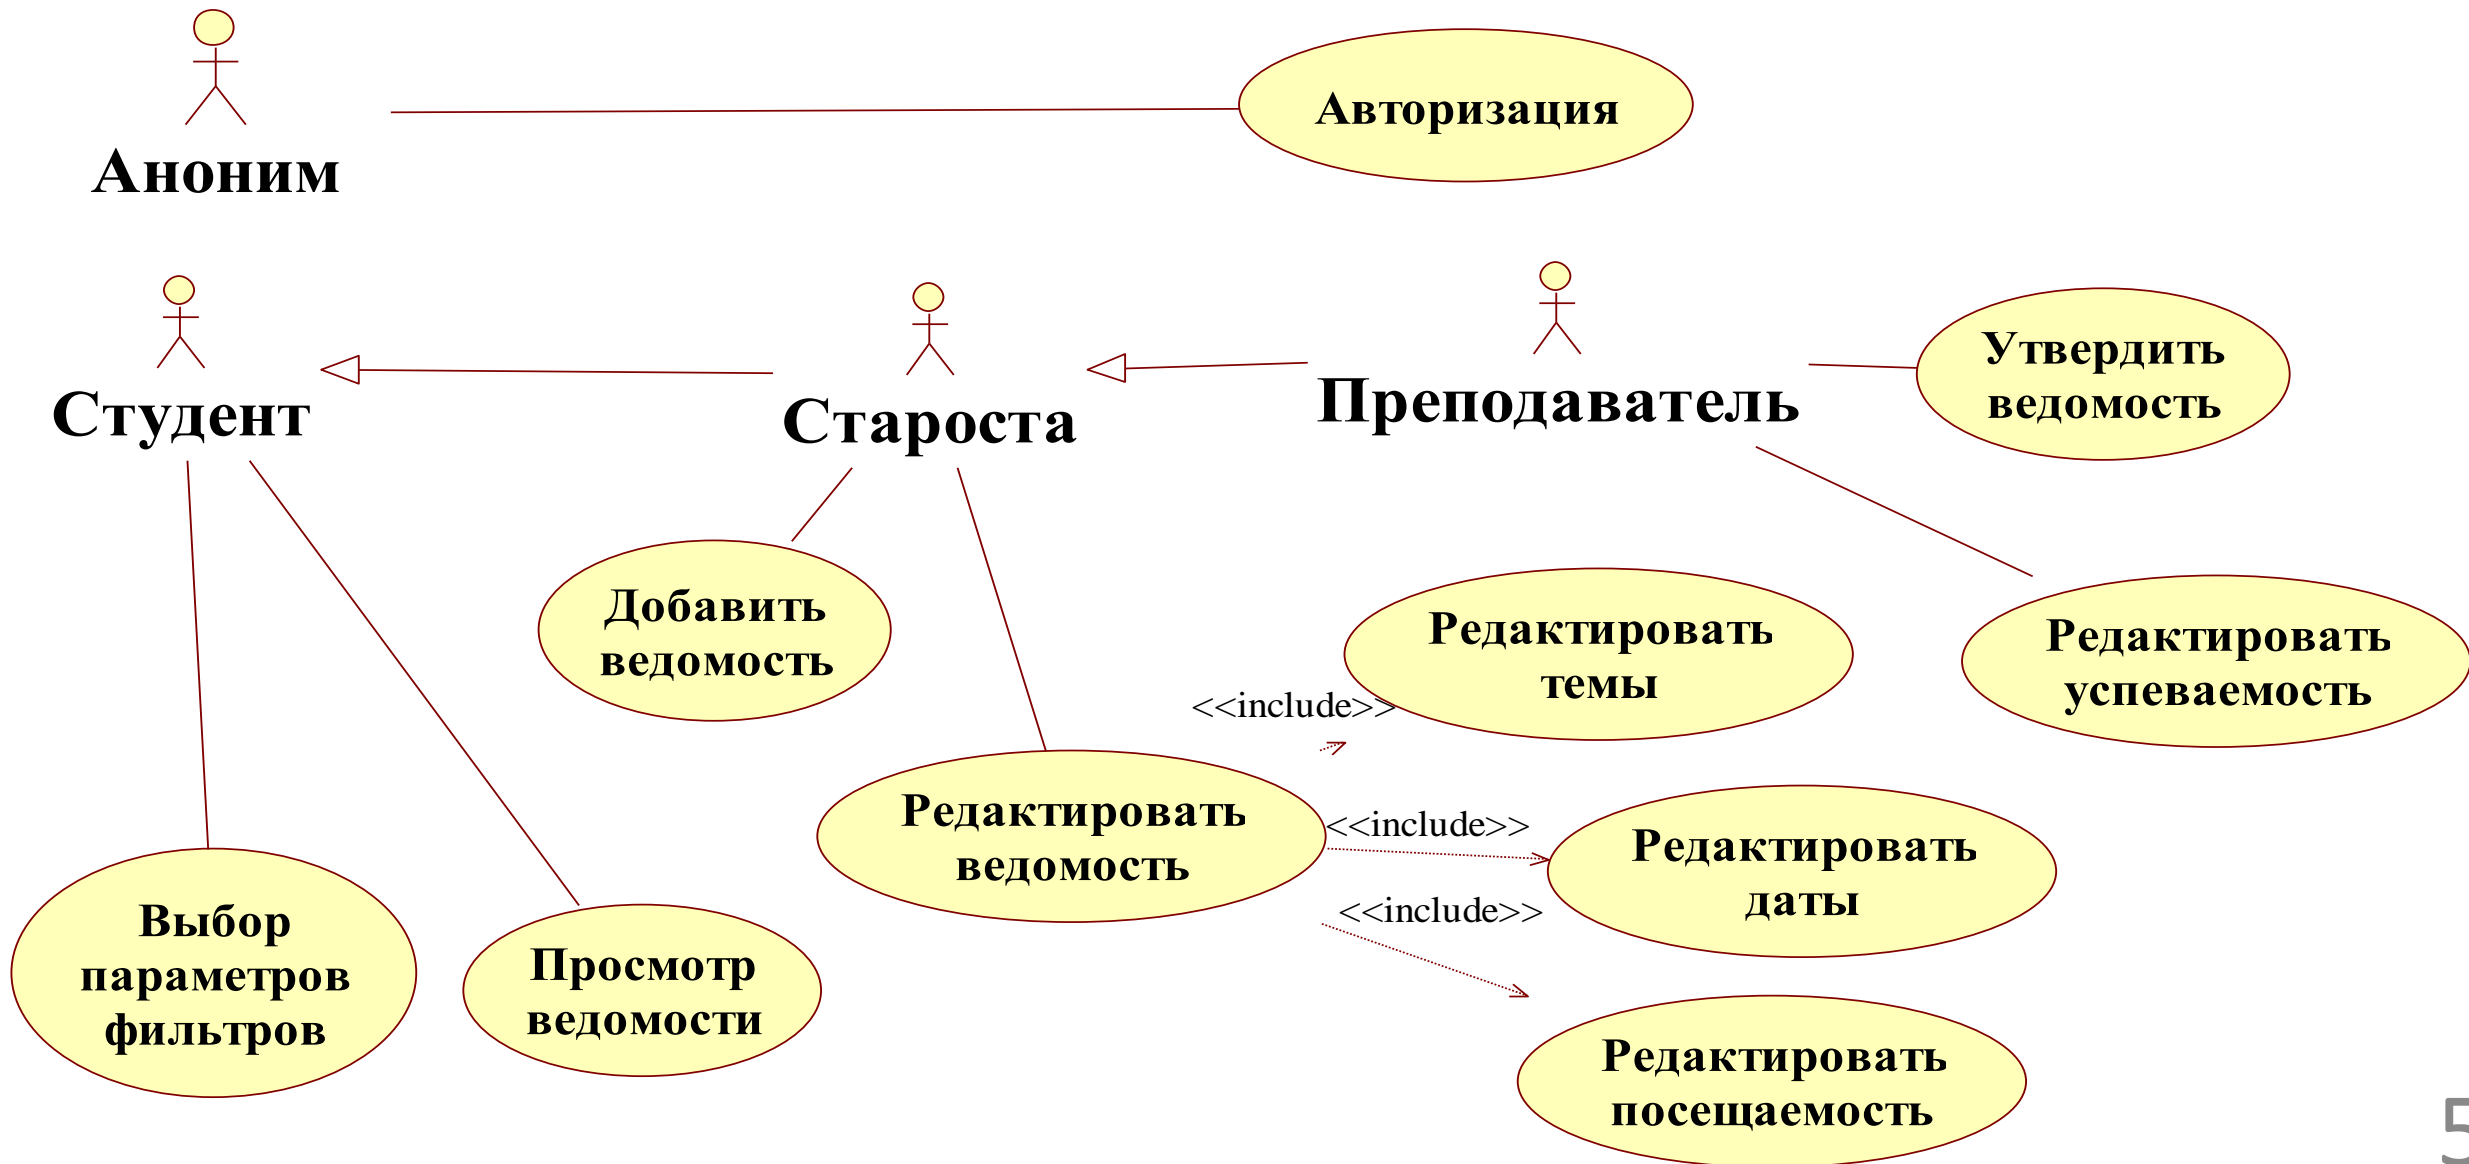 Авторизация
Аноним
Студент
Староста
Преподаватель
Утвердить
ведомость
Добавить
ведомость
Редактировать
темы
Редактировать
успеваемость
<<include>>
Редактировать
ведомость
<<include>>
Редактировать
даты
<<include>>
Выбор
параметров
фильтров
Просмотр
ведомости
Редактировать
посещаемость
5